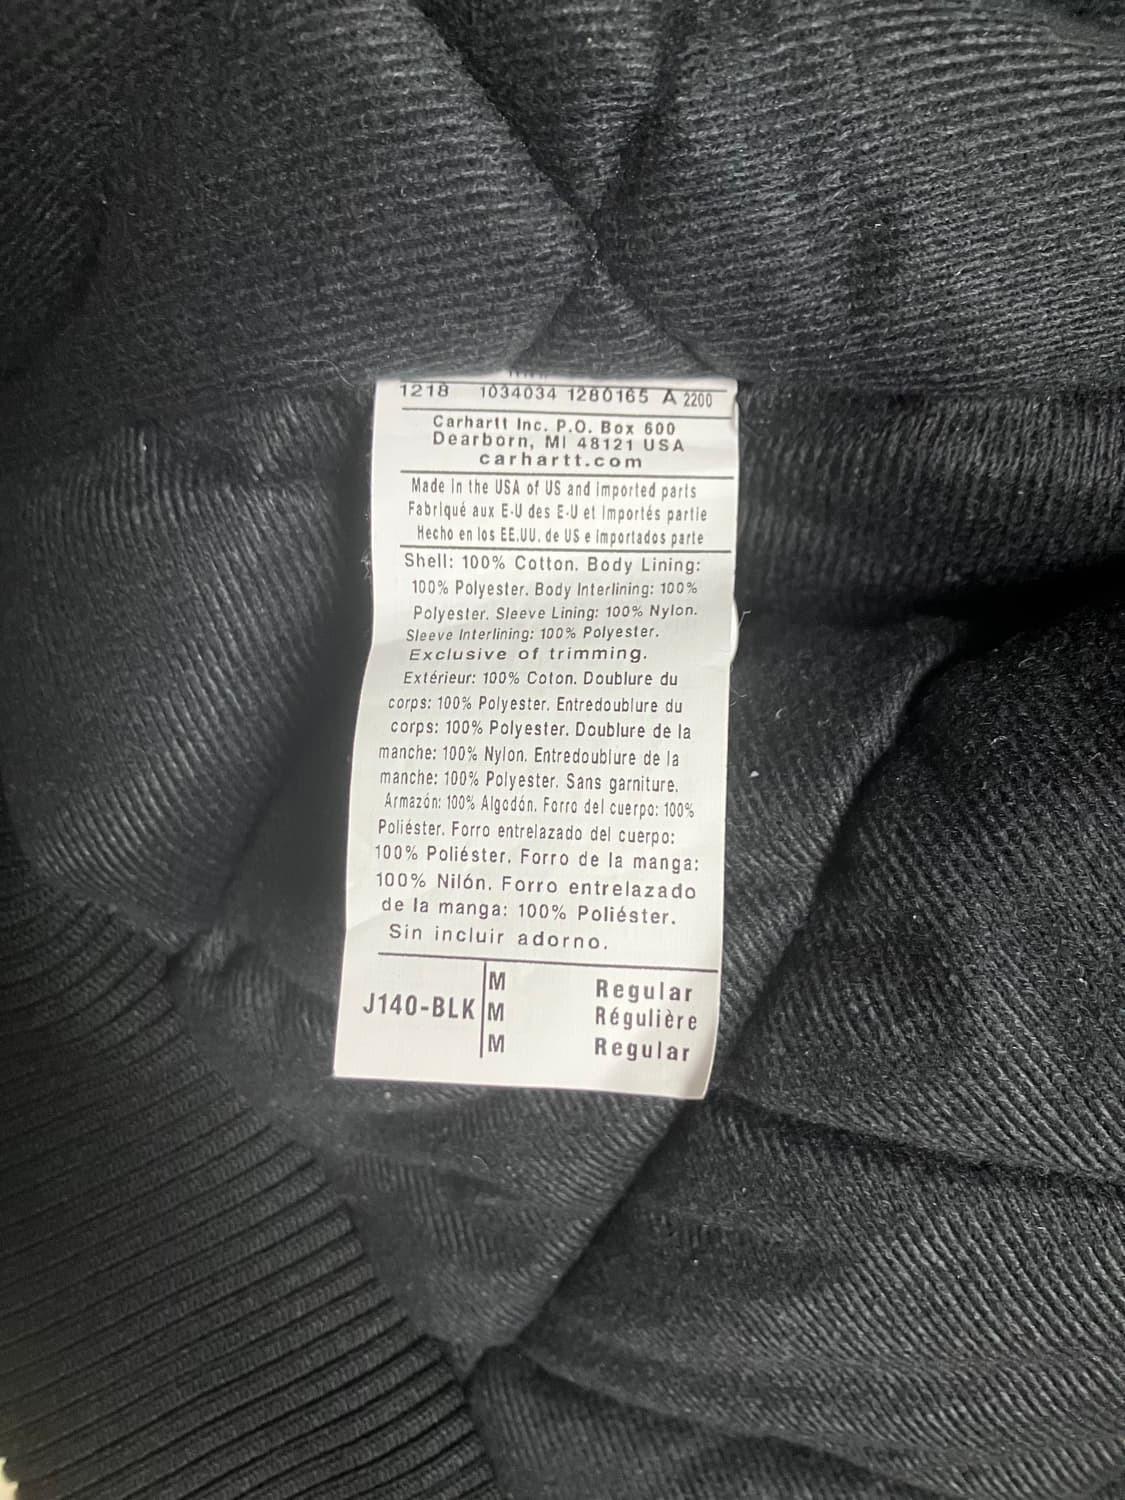 1218 1034034 1280165 A 2200
Carhartt Inc. P.O. Box 600
Dearborn, MI 48121 USA
carhartt.com
Made in the USA of US and imported parts
Fabriqué aux E-U des E-U et importés partie
Hecho en los EE.UU. de US e importados parte
Shell: 100% Cotton. Body Lining:
100% Polyester. Body Interlining: 100%
Polyester. Sleeve Lining: 100% Nylon.
Sleeve Interlining: 100% Polyester.
Exclusive of trimming.
Extérieur: 100% Coton. Doublure du
corps: 100% Polyester. Entredoublure du
corps: 100% Polyester. Doublure de la
manche: 100% Nylon. Entredoublure de la
manche: 100% Polyester. Sans garniture.
Armazón: 100% Algodón. Forro del cuerpo: 100%
Poliéster. Forro entrelazado del cuerpo:
100% Poliéster. Forro de la manga:
100% Nilón. Forro entrelazado
de la manga: 100% Poliéster.
Sin incluir adorno.
M Regular
J140-BLK M Régulière
M Regular